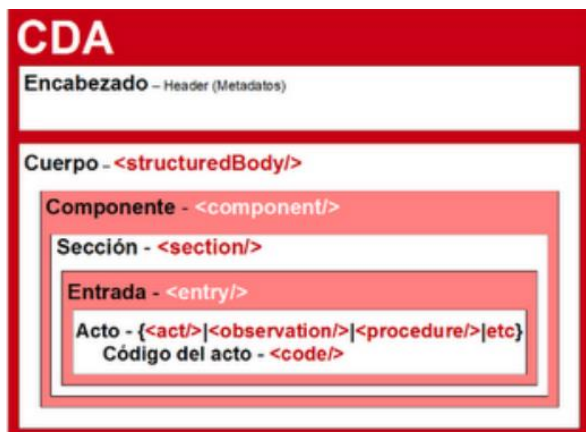 CDA
Encabezado – Header (Metadatos)
Cuerpo – <structuredBody/>
Componente - <component/>
Sección - <section/>
Entrada - <entry/>
Acto - {<act/>|<observation/>|<procedure/>|etc}
Código del acto - <code/>